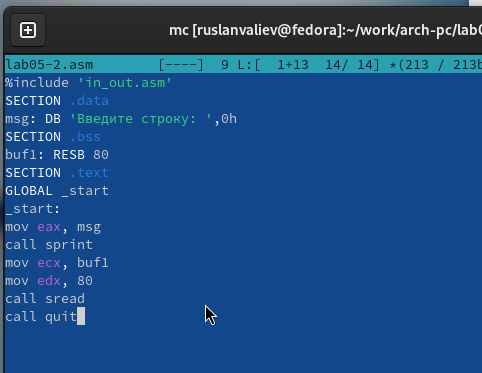 mc [ruslanvaliev@fedora]:~/work/arch-pc/lab0
lab05-2.asm [----] 9 L:[ 1+13 14/ 14] *(213 / 213b
%include 'in_out.asm'
SECTION .data
msg: DB 'Введите строку: ',0h
SECTION .bss
buf1: RESB 80
SECTION .text
GLOBAL _start
_start:
mov eax, msg
call sprint
mov ecx, buf1
mov edx, 80
call sread
call quit